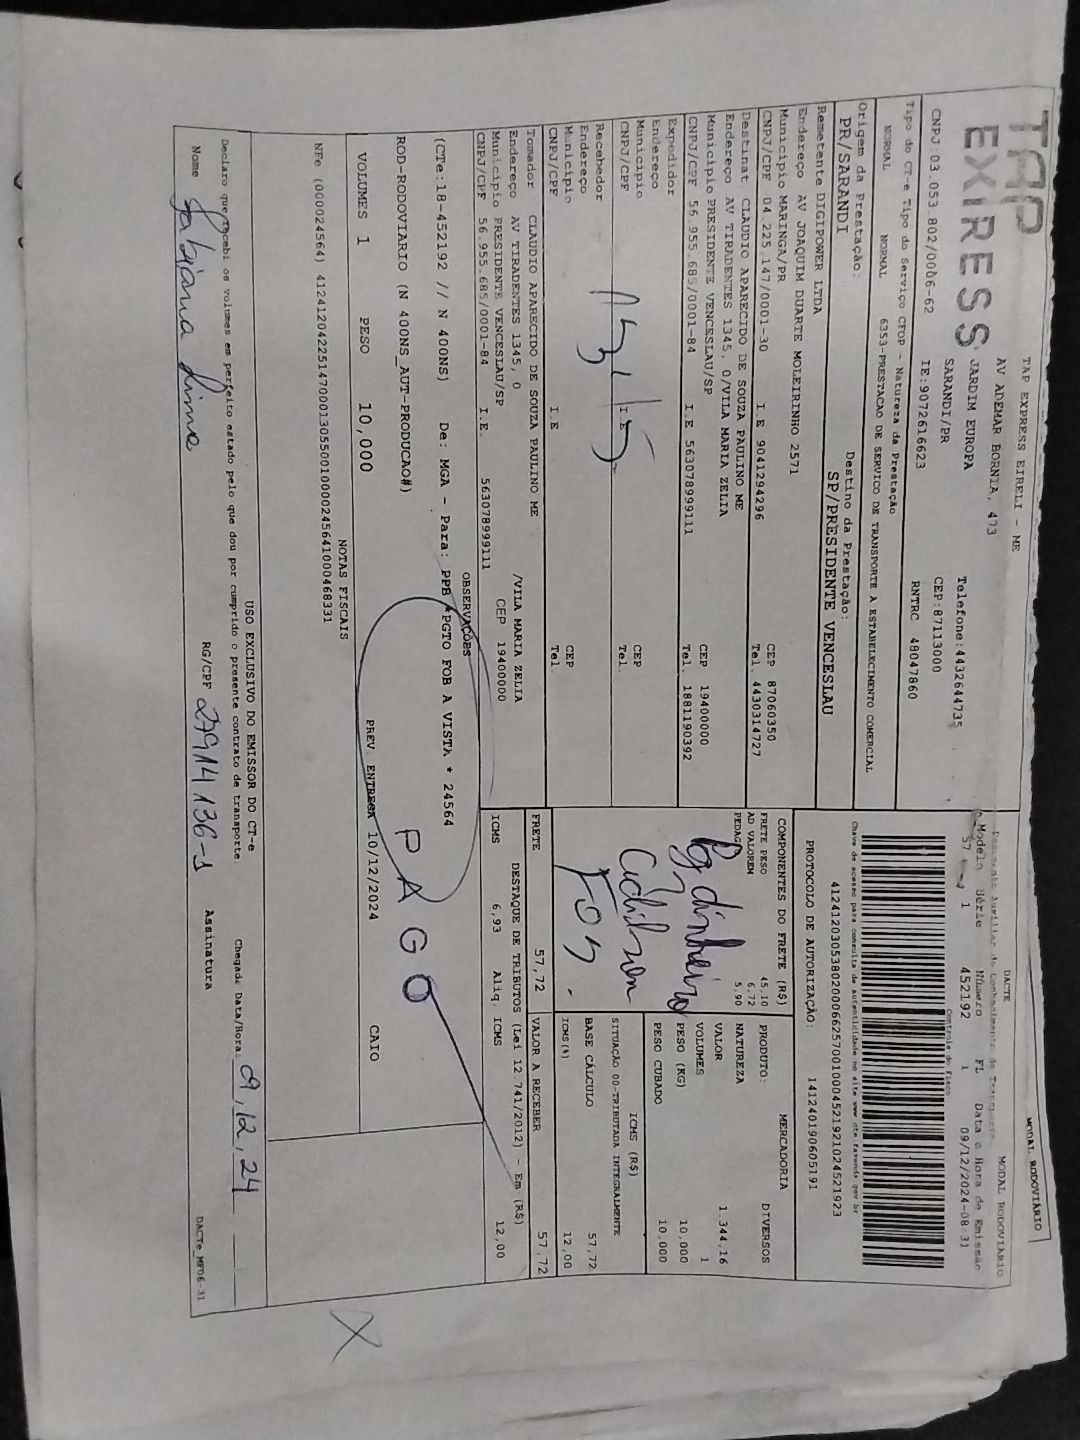 MODAL RODOVIÁRIO
TAP
EXPRESS
TAP EXPRESS EIRELI - ME
AV ADEMAR BORNIA, 473
JARDIM EUROPA
SARANDI/PR
Telefone:4432644735
CEP:87113000
CNPJ:03.053.802/0006-62 IE:9072616623 RNTRC 48047860
DACTE MODAL RODOVIÁRIO
Documento Auxiliar do Conhecimento de Transporte
Modelo Série Número FL Data e Hora de Emissão
57 1 452192 1 09/12/2024-08:31
Controle do Fisco
Chave de acesso para consulta de autenticidade no site www cte fazenda gov br
PROTOCOLO DE AUTORIZAÇÃO: 141240190605191
Tipo do CT-e Tipo do Serviço CFOP - Natureza da Prestação
NORMAL NORMAL 6353-PRESTACAO DE SERVICO DE TRANSPORTE A ESTABELECIMENTO COMERCIAL
Origem da Prestação: Destino da Prestação:
PR/SARANDI SP/PRESIDENTE VENCESLAU
Remetente DIGIPOWER LTDA
Endereço AV JOAQUIM DUARTE MOLEIRINHO 2571
Município MARINGA/PR CEP 87060350
CNPJ/CPF 04.225.147/0001-30 I.E 9041294296 Tel. 4430314727
Destinat CLAUDIO APARECIDO DE SOUZA PAULINO ME
Endereço AV TIRADENTES 1345, 0/VILA MARIA ZELIA
Município PRESIDENTE VENCESLAU/SP CEP 19400000
CNPJ/CPF 56.955.685/0001-84 I.E 563078999111 Tel. 1881190392
Expedidor
Endereço
Município CEP
CNPJ/CPF I.E Tel.
Recebedor
Endereço
Município CEP
CNPJ/CPF I.E Tel.
Tomador CLAUDIO APARECIDO DE SOUZA PAULINO ME
Endereço AV TIRADENTES 1345, 0 /VILA MARIA ZELIA
Município PRESIDENTE VENCESLAU/SP CEP 19400000
CNPJ/CPF 56.955.685/0001-84 I.E. 563078999111
COMPONENTES DO FRETE (R$)
FRETE PESO 45,10
AD VALOREM 6,72
PEDAGIO 5,90
Pg dinheiro
MERCADORIA
PRODUTO: DIVERSOS
NATUREZA
VALOR 1.344,16
VOLUMES 1
PESO (KG) 10,000
PESO CUBADO 10,000
ICMS (R$)
SITUAÇÃO 00-TRIBUTADA INTEGRALMENTE
BASE CÁLCULO 57,72
ICMS(%) 12,00
FRETE 57,72 VALOR A RECEBER 57,72
DESTAQUE DE TRIBUTOS (Lei 12.741/2012) - Em (R$)
ICMS 6,93 Aliq. ICMS 12,00
OBSERVAÇÕES
(CTe:18-452192 // N 400NS) De: MGA - Para: PPB *PGTO FOB A VISTA * 24564
PAGO
ROD-RODOVIARIO (N 400NS_AUT-PRODUCAO#)
VOLUMES 1 PESO 10,000 PREV. ENTREGA 10/12/2024 CAIO
NOTAS FISCAIS
NFe (000024564) 41241204225147000130550010000245641000468331
USO EXCLUSIVO DO EMISSOR DO CT-e
Declaro que recebi os volumes em perfeito estado pelo que dou por cumprido o presente contrato de transporte. Chegada Data/Hora: 9,12,24
Nome Fabiana Lima RG/CPF 27914136-1 Assinatura
DACTe_MF06-31
X